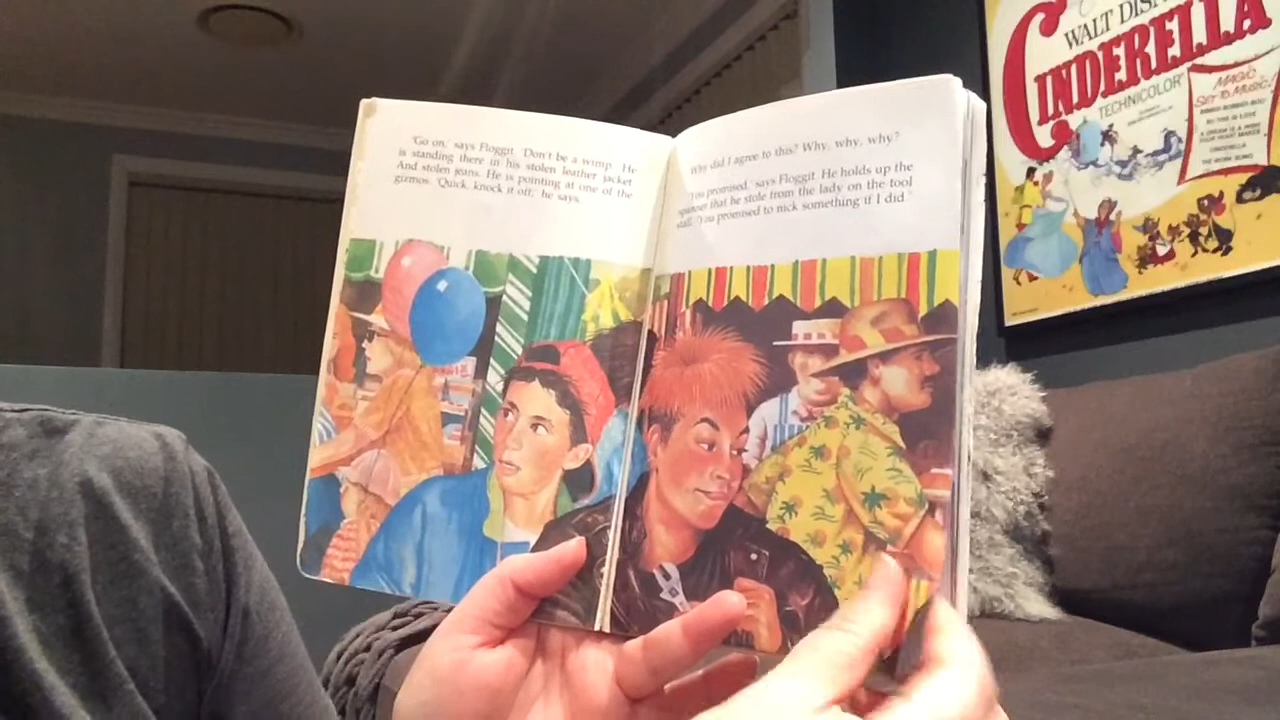 'Go on,' says Floggit. 'Don't be a wimp.' He
is standing there in his stolen leather jacket
And stolen jeans. He is pointing at one of the
gizmos. 'Quick, knock it off,' he says.
Why did I agree to this? Why, why, why?
'You promised,' says Floggit. He holds up the
spanner that he stole from the lady on the tool
stall. 'You promised to nick something if I did.'
WALT DISN
CINDERELLA
TECHNICOLOR
MAGIC
SET TO MUSIC!
BIBBIDI-BOBBIDI-BOO
SO THIS IS LOVE
A DREAM IS A WISH
YOUR HEART MAKES
CINDERELLA
THE WORK SONG